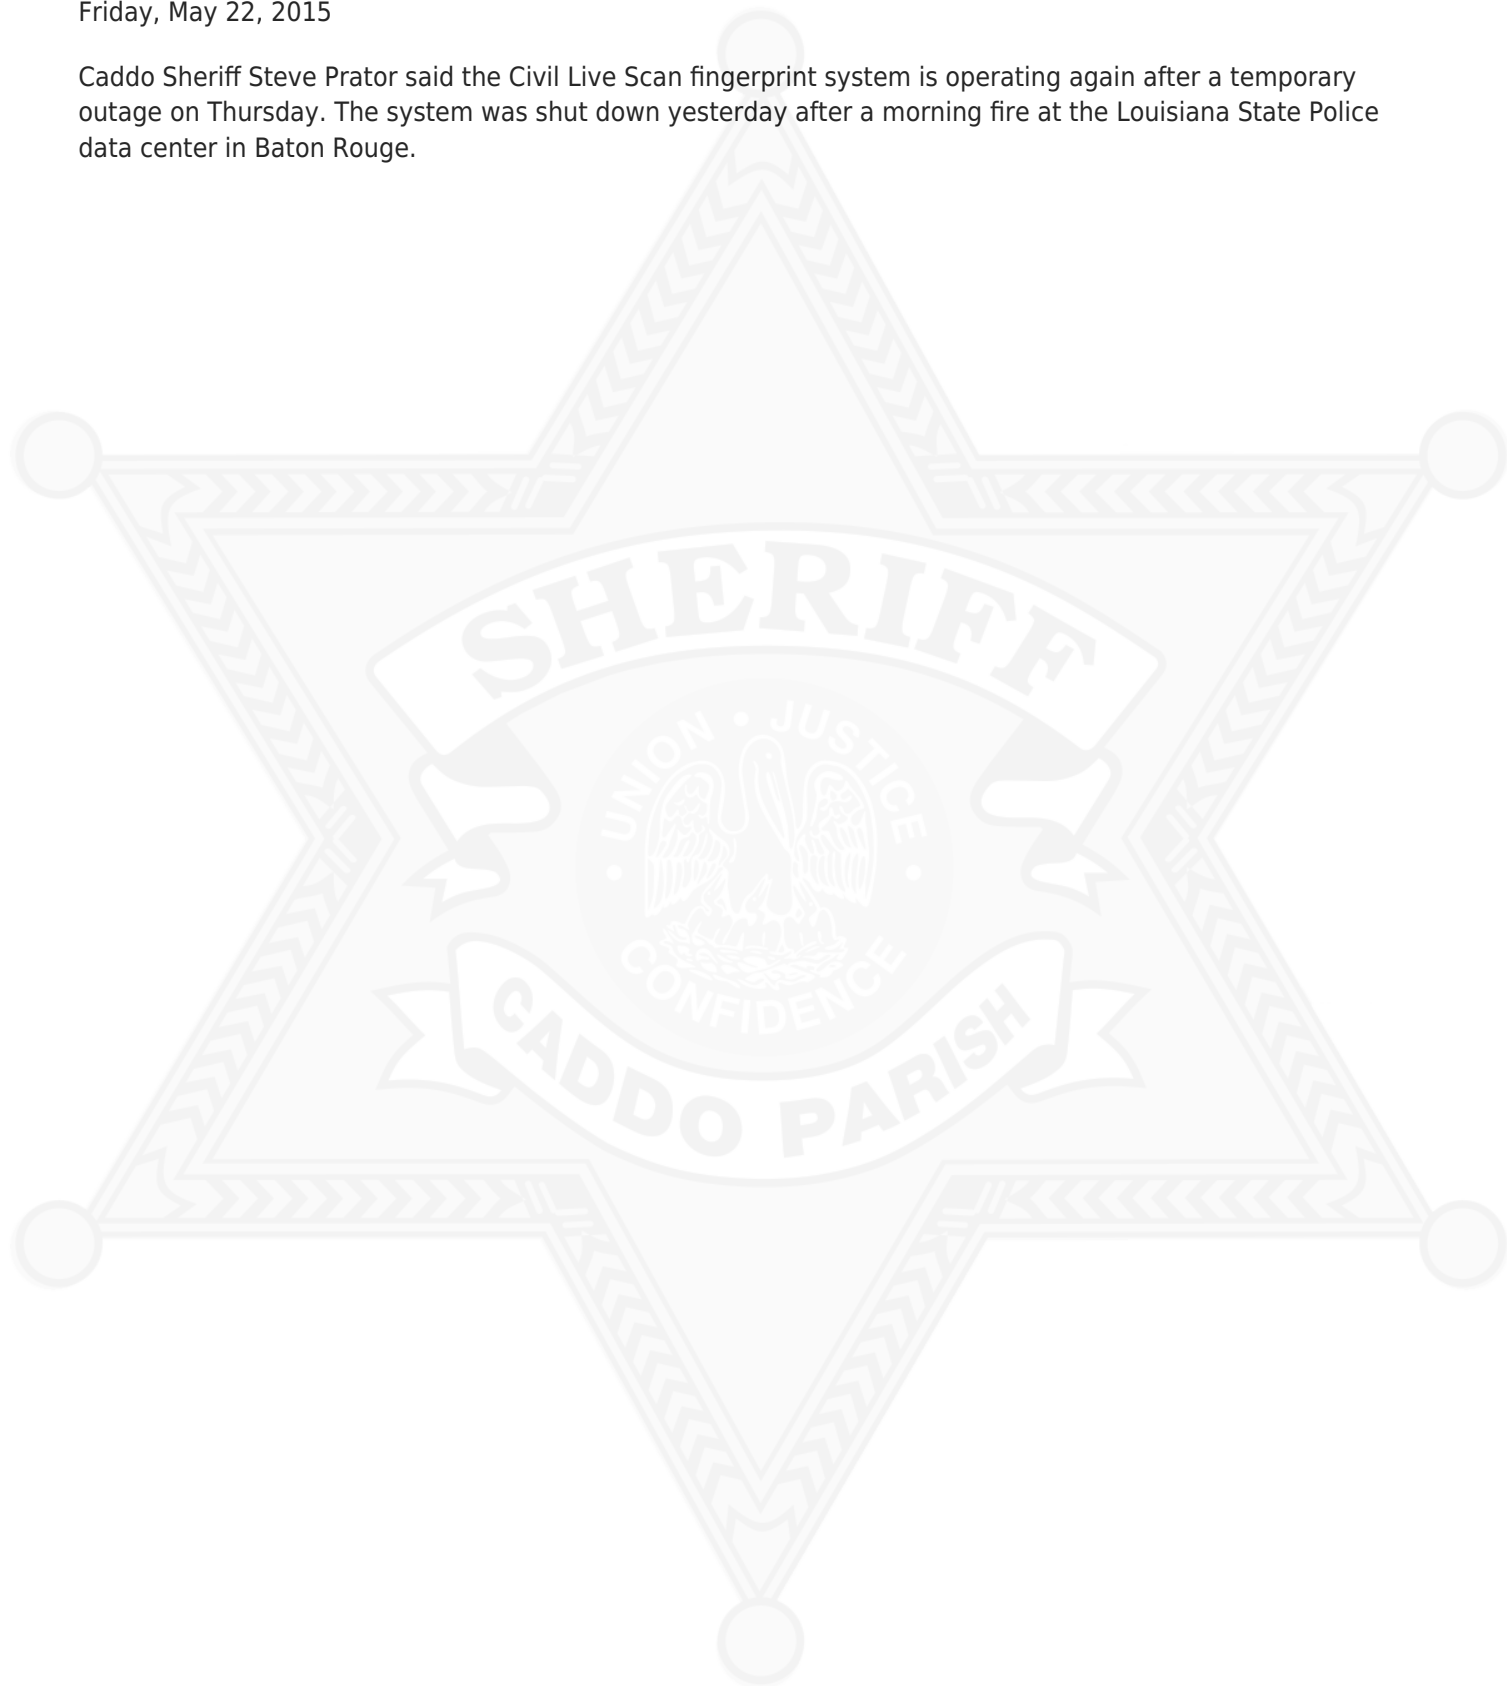 Friday, May 22, 2015
Caddo Sheriff Steve Prator said the Civil Live Scan fingerprint system is operating again after a temporary
outage on Thursday. The system was shut down yesterday after a morning fire at the Louisiana State Police
data center in Baton Rouge.
SHERIFF
UNION • JUSTICE
• CONFIDENCE •
CADDO PARISH